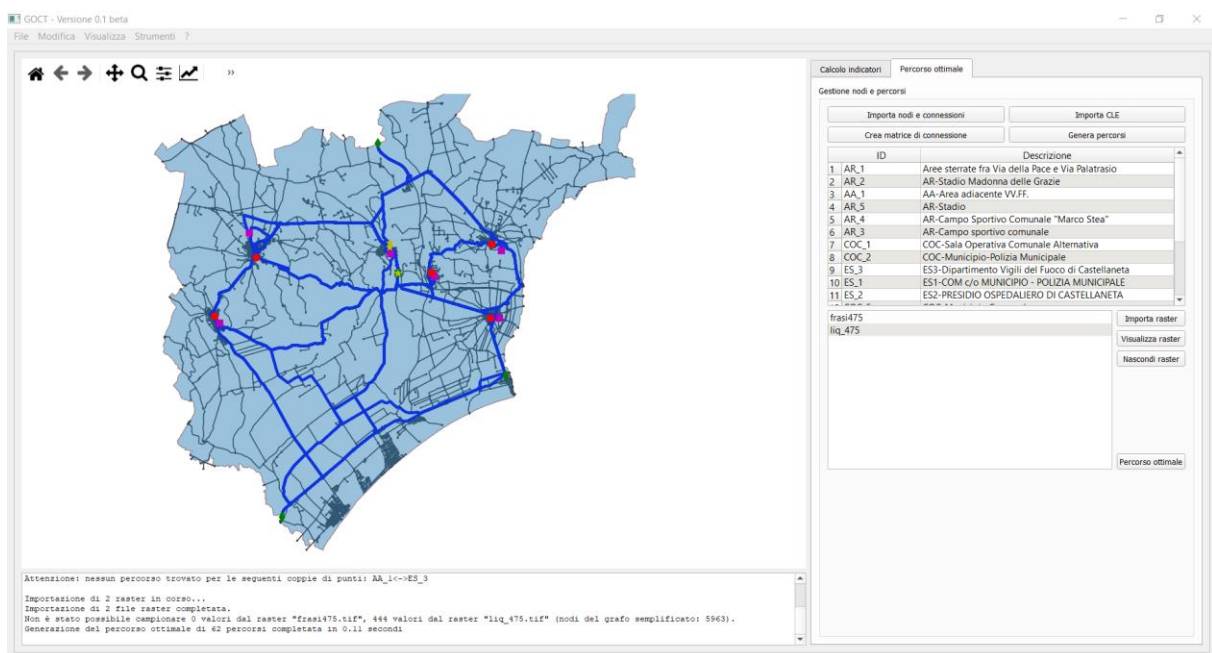 GOCT - Versione 0.1 beta
File Modifica Visualizza Strumenti ?
»
Calcolo indicatori Percorso ottimale
Gestione nodi e percorsi
Importa nodi e connessioni Importa CLE
Crea matrice di connessione Genera percorsi
ID Descrizione
1 AR_1 Aree sterrate fra Via della Pace e Via Palatrasio
2 AR_2 AR-Stadio Madonna delle Grazie
3 AA_1 AA-Area adiacente VV.FF.
4 AR_5 AR-Stadio
5 AR_4 AR-Campo Sportivo Comunale "Marco Stea"
6 AR_3 AR-Campo sportivo comunale
7 COC_1 COC-Sala Operativa Comunale Alternativa
8 COC_2 COC-Municipio-Polizia Municipale
9 ES_3 ES3-Dipartimento Vigili del Fuoco di Castellaneta
10 ES_1 ES1-COM c/o MUNICIPIO - POLIZIA MUNICIPALE
11 ES_2 ES2-PRESIDIO OSPEDALIERO DI CASTELLANETA
frasi475
liq_475
Importa raster
Visualizza raster
Nascondi raster
Percorso ottimale
Attenzione: nessun percorso trovato per le seguenti coppie di punti: AA_1<->ES_3
Importazione di 2 raster in corso...
Importazione di 2 file raster completata.
Non è stato possibile campionare 0 valori dal raster "frasi475.tif", 444 valori dal raster "liq_475.tif" (nodi del grafo semplificato: 5963).
Generazione del percorso ottimale di 62 percorsi completata in 0.11 secondi